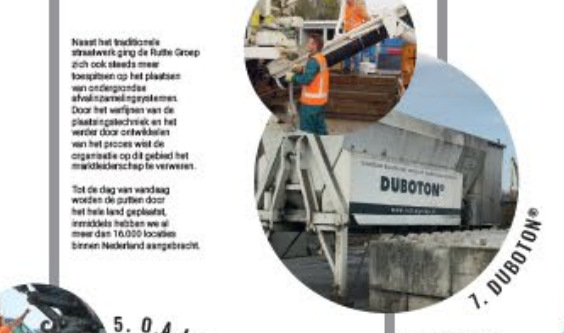 Naast het traditionele
straatwerk ging de Rutte Groep
zich ook steeds meer
toespitsen op het plaatsen
van ondergrondse
afvalinzamelingsystemen.
Door het verfijnen van de
plaatsingstechniek en het
verder door ontwikkelen
van het proces wist de
organisatie op dit gebied het
marktleiderschap te verweren.
Tot de dag van vandaag
worden de putten door
het hele land geplaatst,
inmiddels hebben we al
meer dan 16.000 locaties
binnen Nederland aangebracht.
DUBOTON®
7. DUBOTON®
5. O.A.